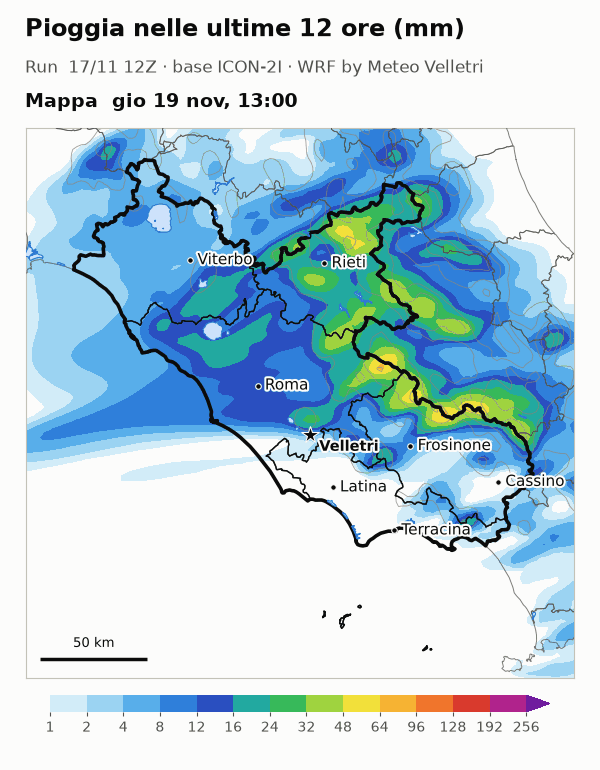 Pioggia nelle ultime 12 ore (mm)
Run  17/11 12Z · base ICON-2I · WRF by Meteo Velletri
Mappa  gio 19 nov, 13:00
Viterbo
Rieti
Roma
Velletri
Frosinone
Latina
Cassino
Terracina
50 km
1 2 4 8 12 16 24 32 48 64 96 128 192 256